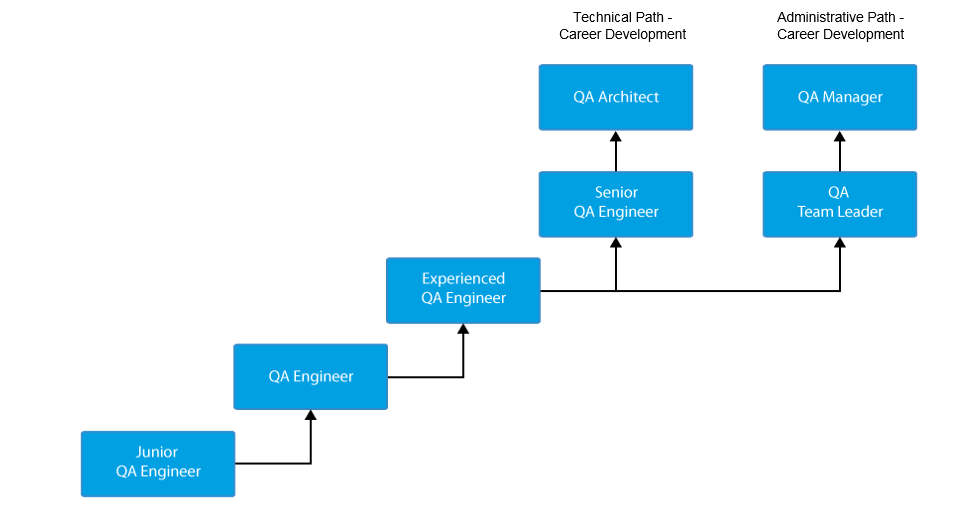 Technical Path -
Career Development
Administrative Path -
Career Development
QA Architect
QA Manager
Senior
QA Engineer
QA
Team Leader
Experienced
QA Engineer
QA Engineer
Junior
QA Engineer